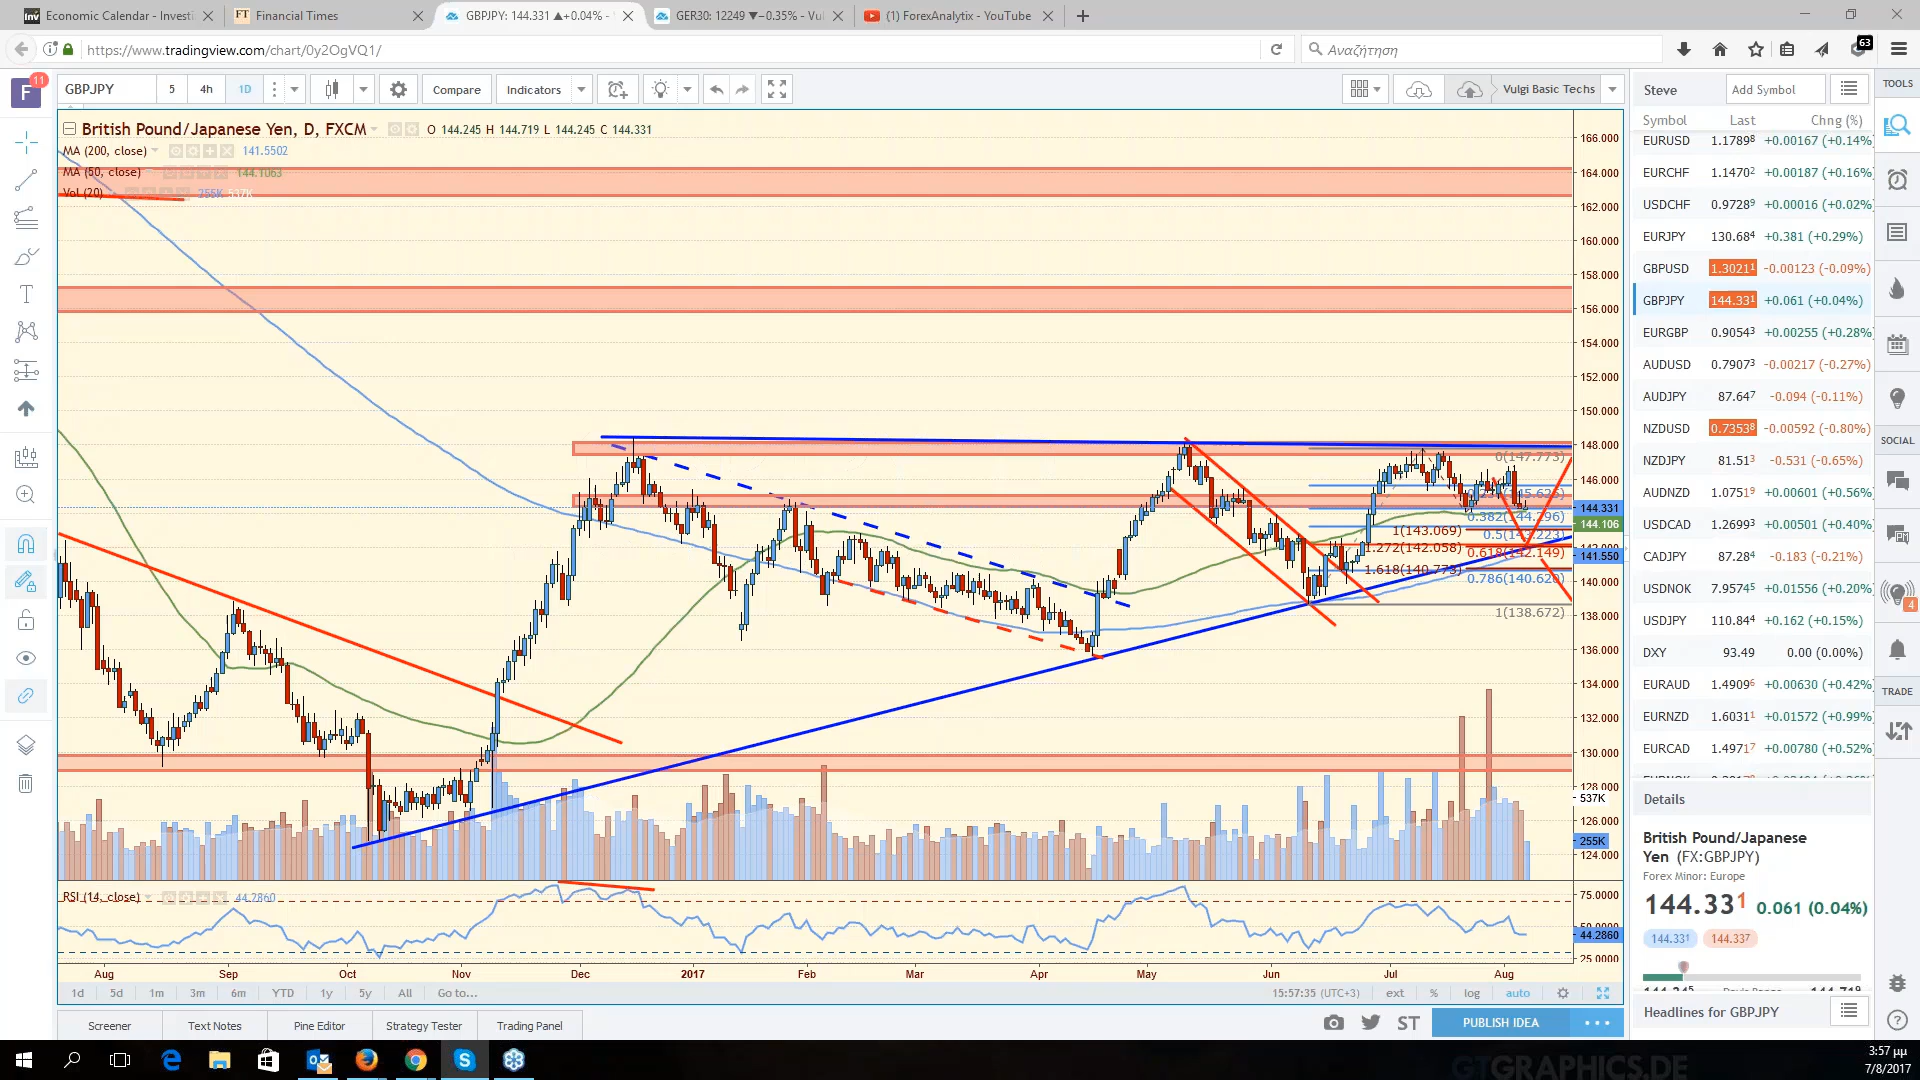 Economic Calendar - Investi
Financial Times
GBPJPY: 144.331 ▲+0.04% -
GER30: 12249 ▼−0.35% - Vul
(1) ForexAnalytix - YouTube
https://www.tradingview.com/chart/0y2OgVQ1/
Αναζήτηση
63
F
11
GBPJPY
5
4h
1D
Compare
Indicators
Vulgi Basic Techs
British Pound/Japanese Yen, D, FXCM
O 144.245 H 144.719 L 144.245 C 144.331
MA (200, close)
141.5502
MA (50, close)
144.1063
Vol (20)
255K 537K
0(147.773)
0.382(144.296)
0.5(143.223)
1(143.069)
1.272(142.058)
0.618(142.149)
1.618(140.773)
0.786(140.620)
1(138.672)
166.000
164.000
162.000
160.000
158.000
156.000
154.000
152.000
150.000
148.000
146.000
144.331
144.106
141.550
140.000
138.000
136.000
134.000
132.000
130.000
128.000
537K
126.000
255K
124.000
RSI (14, close)
44.2860
75.0000
44.2860
25.0000
Aug
Sep
Oct
Nov
Dec
2017
Feb
Mar
Apr
May
Jun
Jul
Aug
1d
5d
1m
3m
6m
YTD
1y
5y
All
Go to...
15:57:35 (UTC+3)
ext
%
log
auto
Screener
Text Notes
Pine Editor
Strategy Tester
Trading Panel
ST
PUBLISH IDEA
Steve
Add Symbol
Symbol Last Chng (%)
EURUSD 1.1789⁸ +0.00167 (+0.14%)
EURCHF 1.1470² +0.00187 (+0.16%)
USDCHF 0.9728⁹ +0.00016 (+0.02%)
EURJPY 130.68⁴ +0.381 (+0.29%)
GBPUSD 1.3021¹ -0.00123 (-0.09%)
GBPJPY 144.33¹ +0.061 (+0.04%)
EURGBP 0.9054³ +0.00255 (+0.28%)
AUDUSD 0.7907³ -0.00217 (-0.27%)
AUDJPY 87.64⁷ -0.094 (-0.11%)
NZDUSD 0.7353⁸ -0.00592 (-0.80%)
NZDJPY 81.51³ -0.531 (-0.65%)
AUDNZD 1.0751⁹ +0.00601 (+0.56%)
USDCAD 1.2699³ +0.00501 (+0.40%)
CADJPY 87.28⁴ -0.183 (-0.21%)
USDNOK 7.9574⁵ +0.01556 (+0.20%)
USDJPY 110.84⁴ +0.162 (+0.15%)
DXY 93.49 0.00 (0.00%)
EURAUD 1.4909⁶ +0.00630 (+0.42%)
EURNZD 1.6031¹ +0.01572 (+0.99%)
EURCAD 1.4971⁷ +0.00780 (+0.52%)
Details
British Pound/Japanese
Yen (FX:GBPJPY)
Forex Minor: Europe
144.33¹ 0.061 (0.04%)
144.33¹
144.33⁷
Headlines for GBPJPY
TOOLS
SOCIAL
4
TRADE
GTGRAPHICS.DE
3:57 μμ
7/8/2017